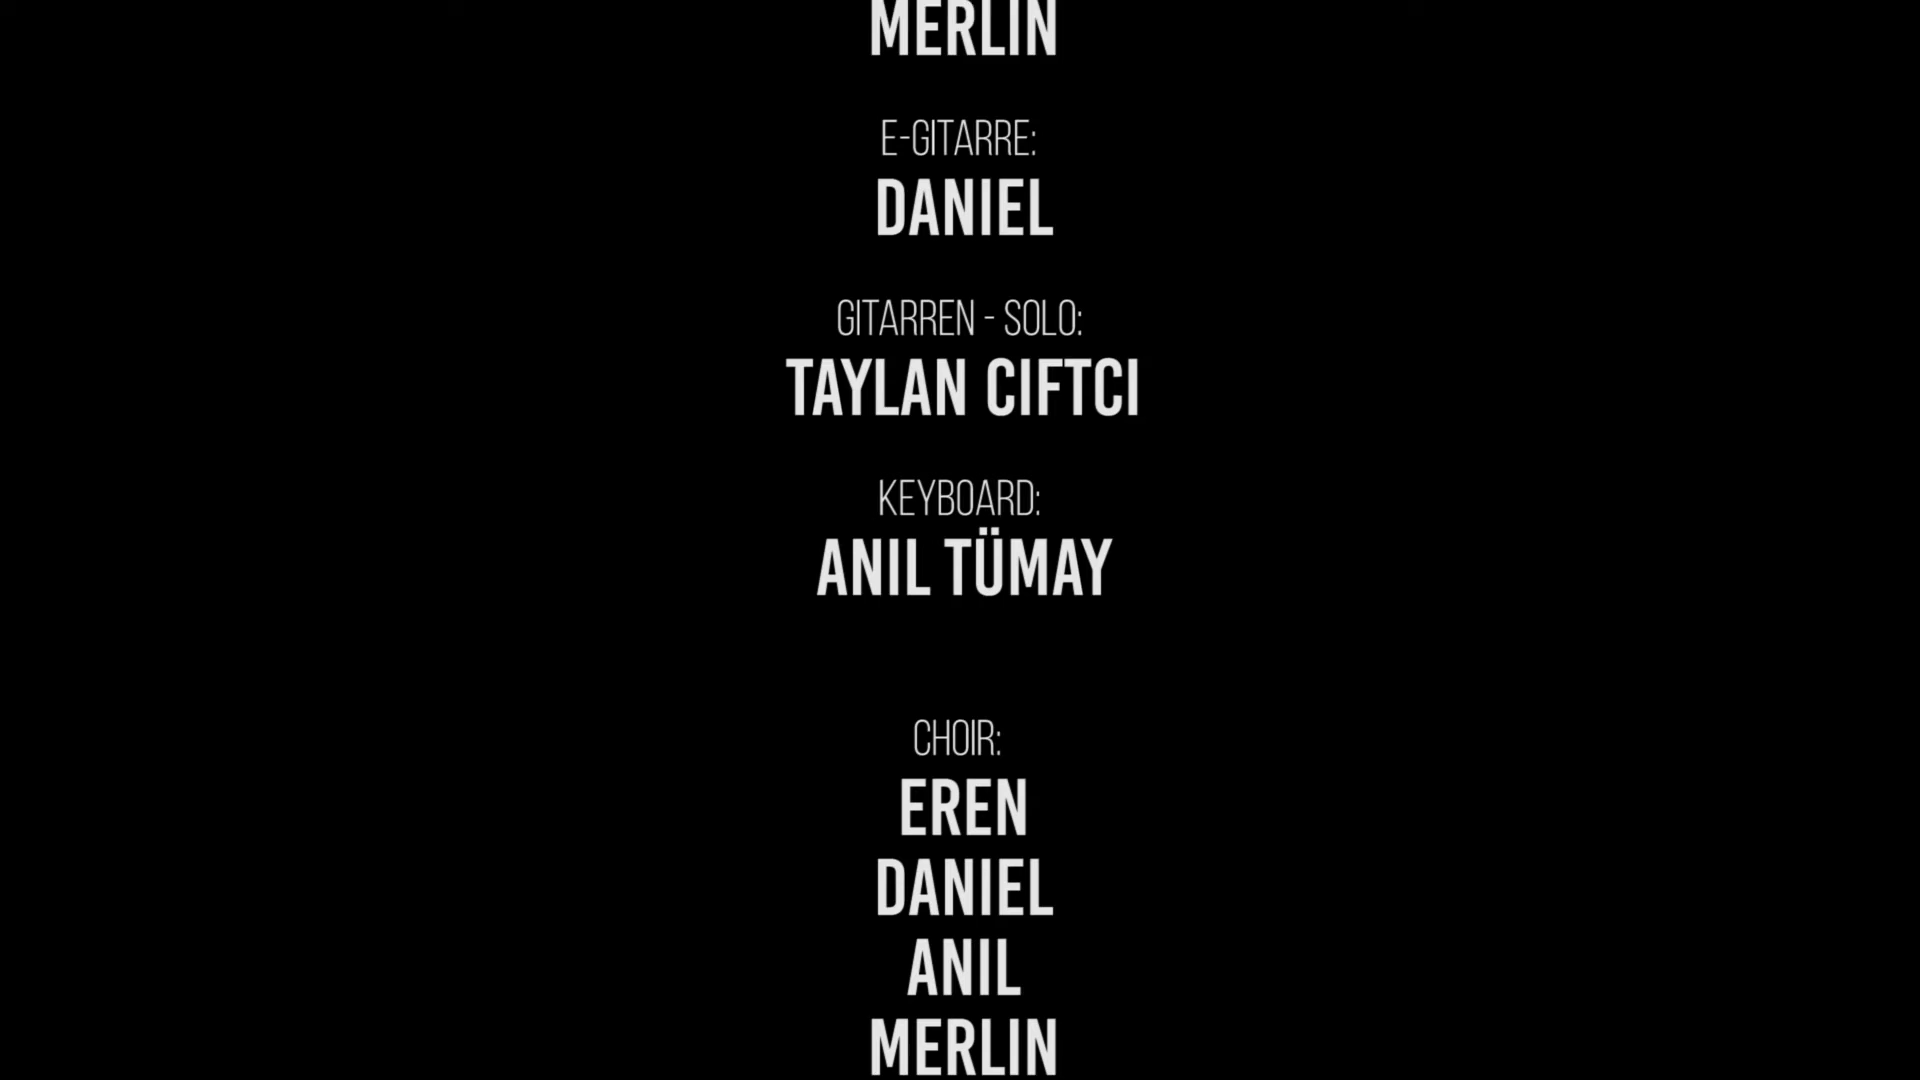 MERLIN
E-GITARRE:
DANIEL
GITARREN - SOLO:
TAYLAN CIFTCI
KEYBOARD:
ANIL TÜMAY
CHOIR:
EREN
DANIEL
ANIL
MERLIN